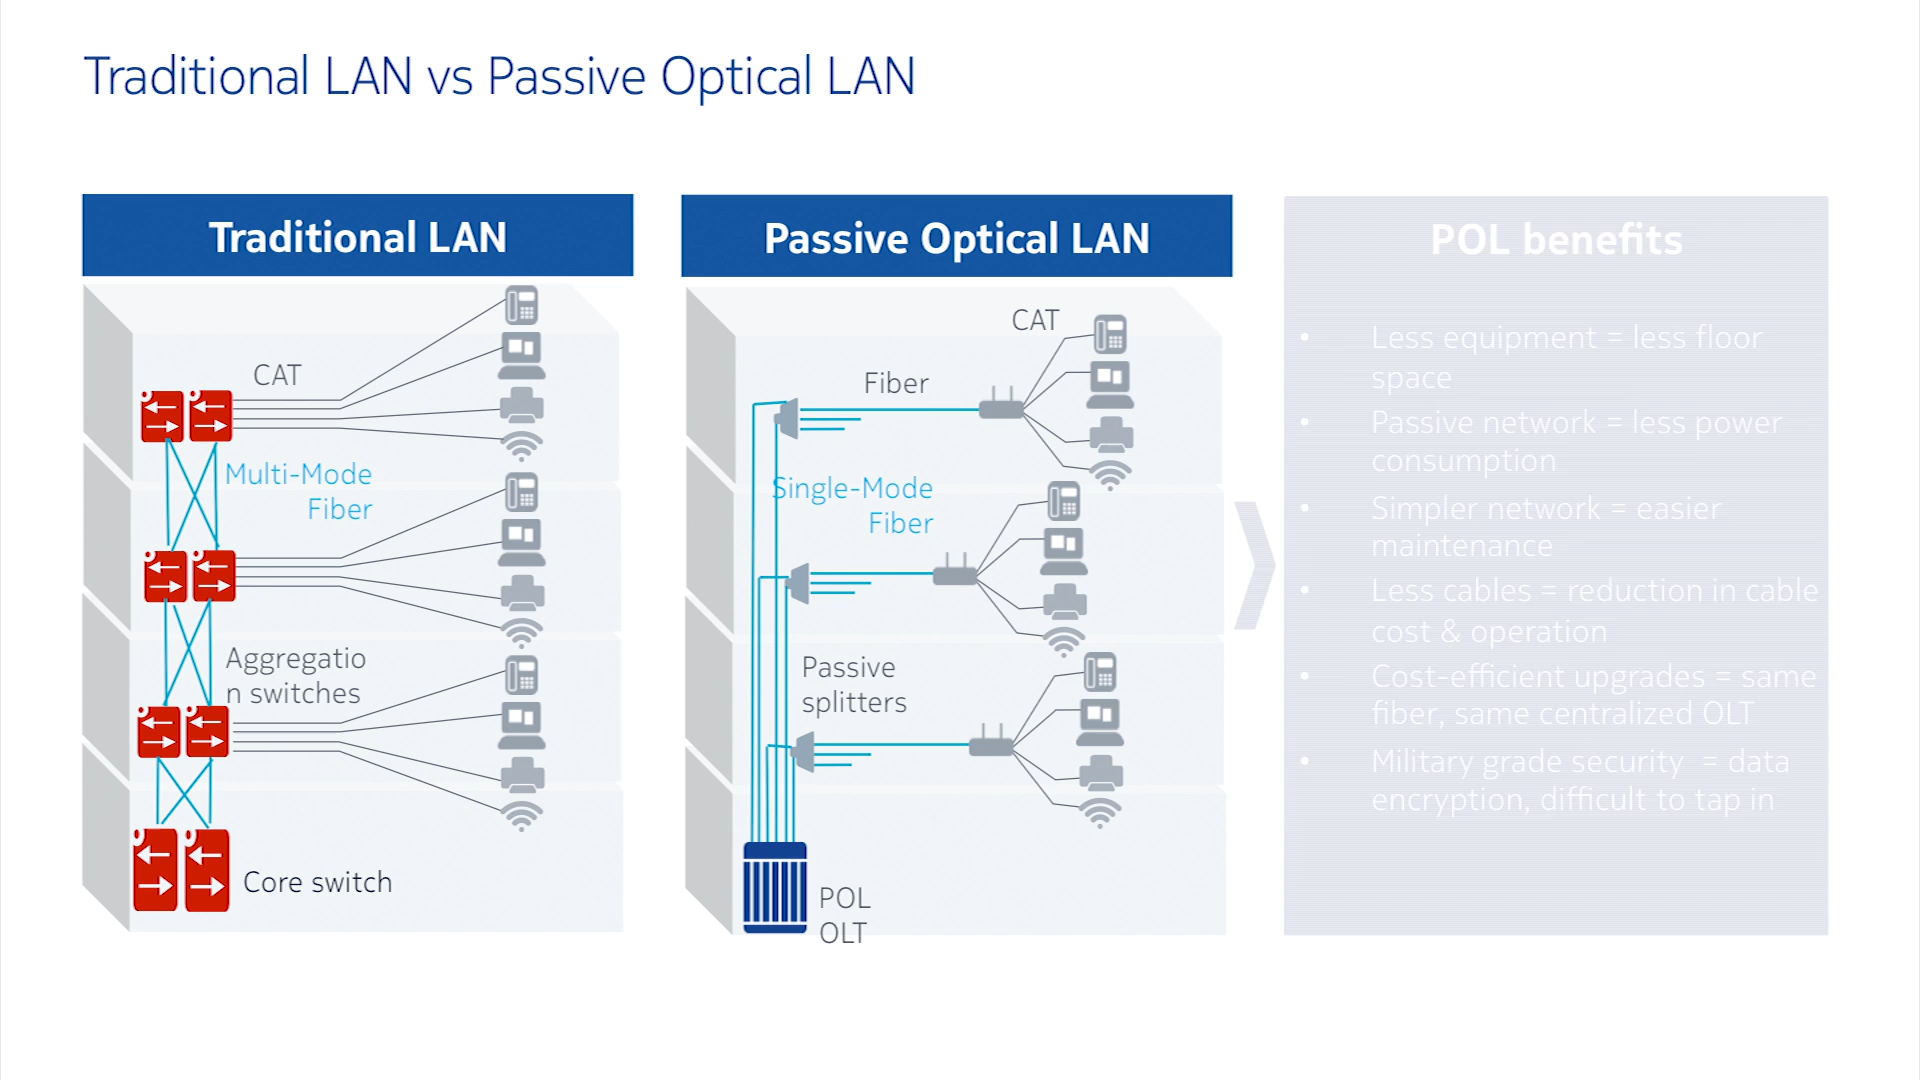 Traditional LAN vs Passive Optical LAN
Traditional LAN
CAT
Multi-Mode
Fiber
Aggregatio
n switches
Core switch
Passive Optical LAN
CAT
Fiber
Single-Mode
Fiber
Passive
splitters
POL
OLT
POL benefits
• Less equipment = less floor
space
• Passive network = less power
consumption
• Simpler network = easier
maintenance
• Less cables = reduction in cable
cost & operation
• Cost-efficient upgrades = same
fiber, same centralized OLT
• Military grade security  = data
encryption, difficult to tap in